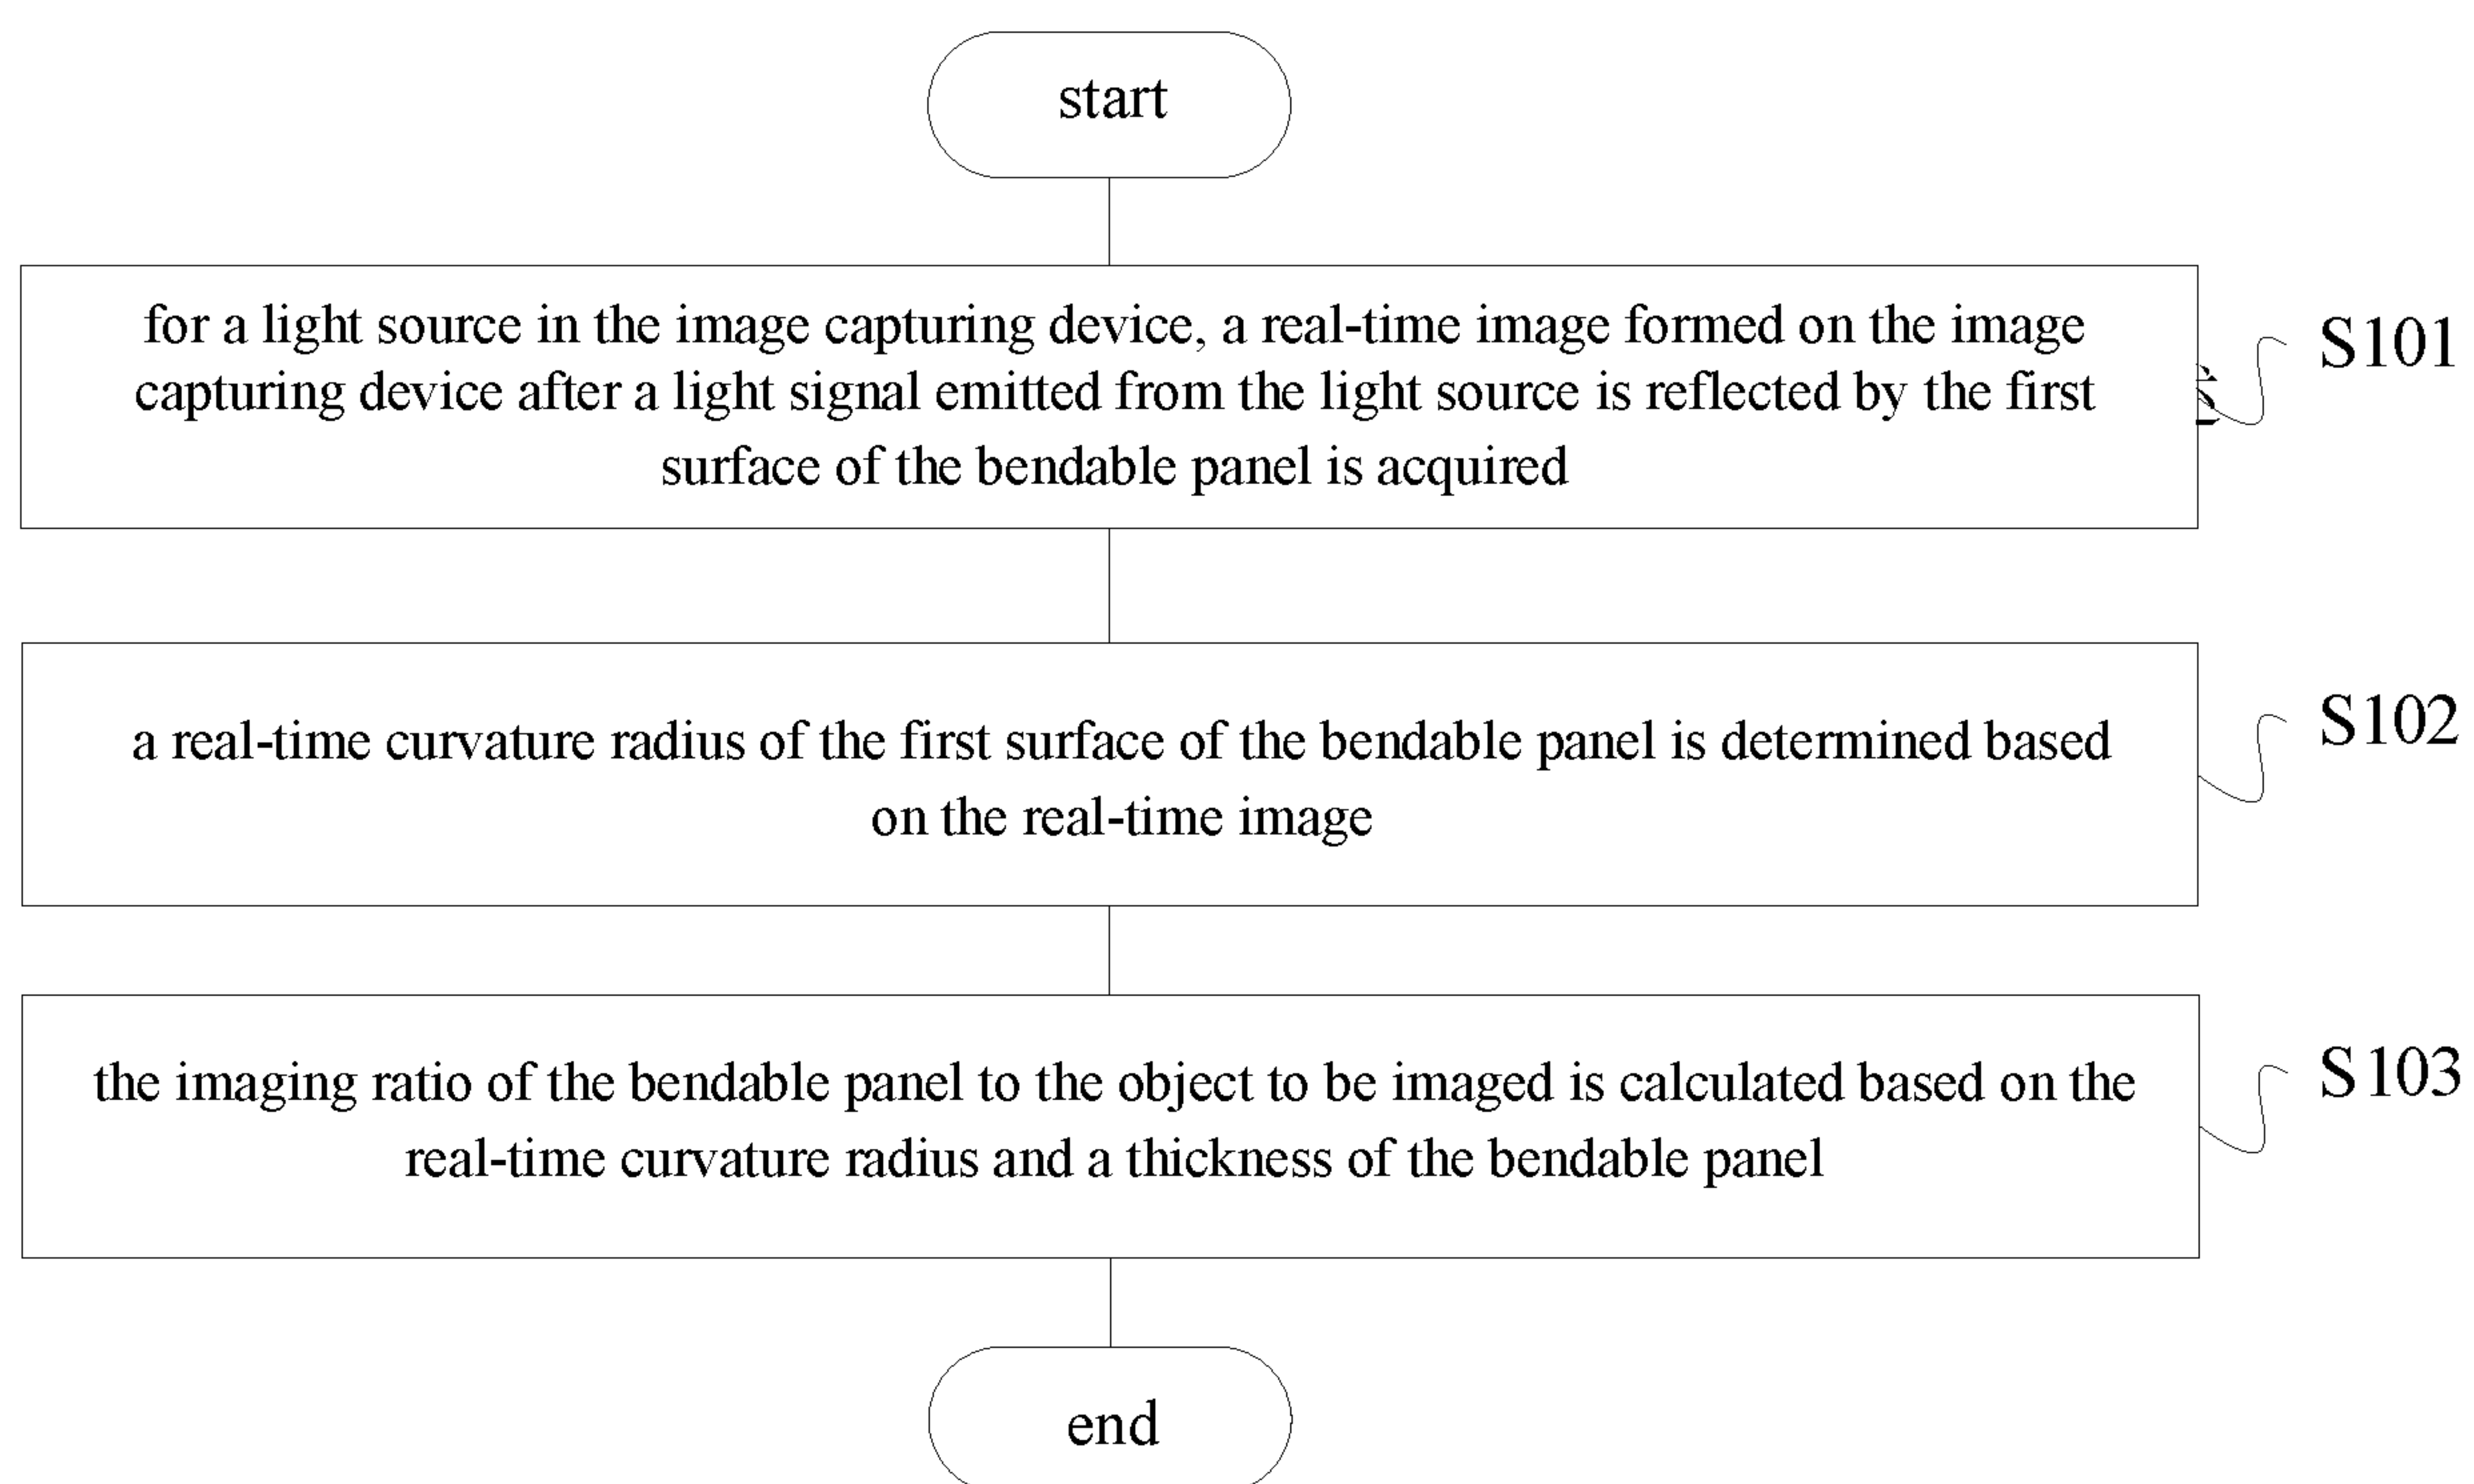 start
for a light source in the image capturing device, a real-time image formed on the image
capturing device after a light signal emitted from the light source is reflected by the first
surface of the bendable panel is acquired
S101
a real-time curvature radius of the first surface of the bendable panel is determined based
on the real-time image
S102
the imaging ratio of the bendable panel to the object to be imaged is calculated based on the
real-time curvature radius and a thickness of the bendable panel
S103
end